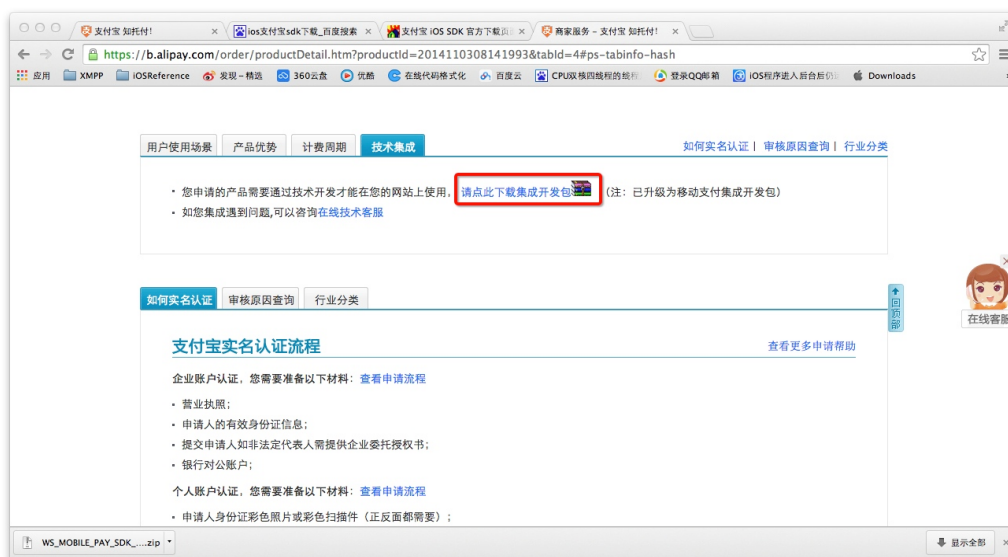 支付宝 知托付!
ios支付宝sdk下载_百度搜索
支付宝 iOS SDK 官方下载页
商家服务 - 支付宝 知托付!
https://b.alipay.com/order/productDetail.htm?productId=2014110308141993&tabId=4#ps-tabinfo-hash
应用 XMPP iOSReference 发现-精选 360云盘 优酷 在线代码格式化 百度云 CPU双核四线程的线程 登录QQ邮箱 iOS程序进入后台后仍 Downloads
用户使用场景 产品优势 计费周期 技术集成 如何实名认证| 审核原因查询| 行业分类
• 您申请的产品需要通过技术开发才能在您的网站上使用, 请点此下载集成开发包 (注: 已升级为移动支付集成开发包)
• 如您集成遇到问题,可以咨询在线技术客服
如何实名认证 审核原因查询 行业分类
回顶部
在线客服
支付宝实名认证流程 查看更多申请帮助
企业账户认证, 您需要准备以下材料: 查看申请流程
• 营业执照;
• 申请人的有效身份证信息;
• 提交申请人如非法定代表人需提供企业委托授权书;
• 银行对公账户;
个人账户认证, 您需要准备以下材料: 查看申请流程
• 申请人身份证彩色照片或彩色扫描件 (正反面都需要) ;
WS_MOBILE_PAY_SDK_....zip 显示全部